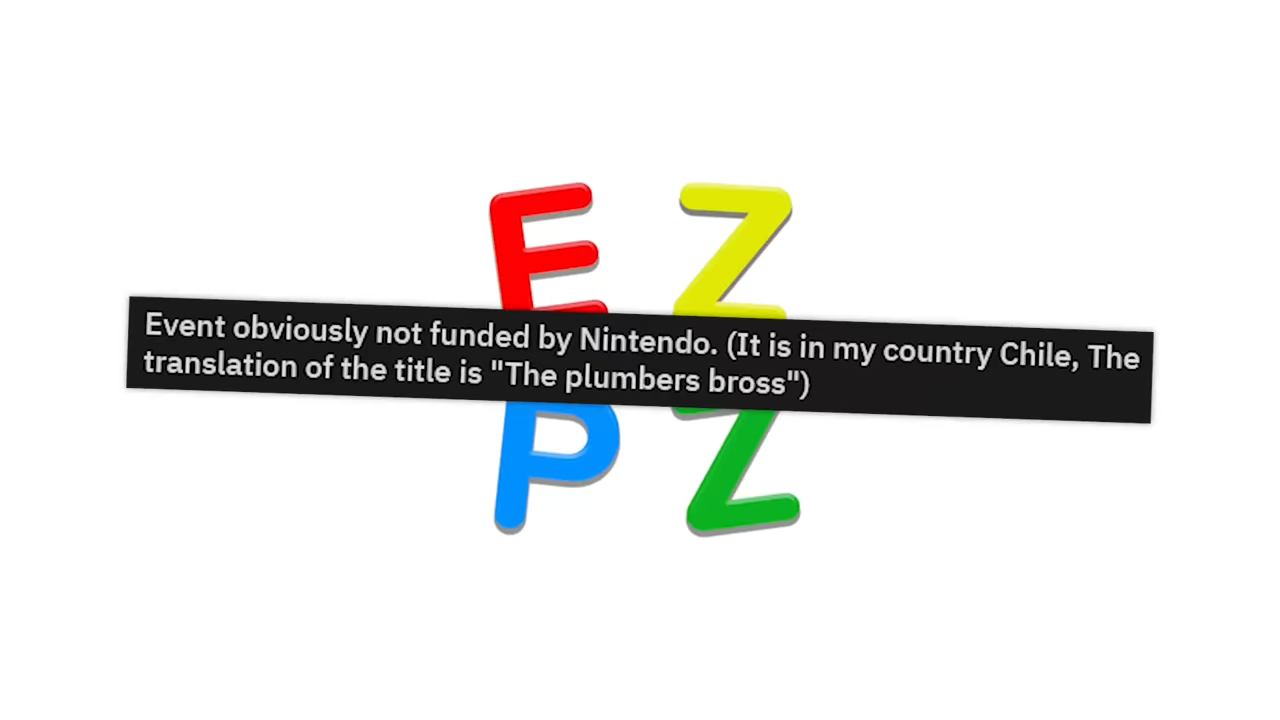 E Z
Event obviously not funded by Nintendo. (It is in my country Chile, The
translation of the title is "The plumbers bross")
P Z